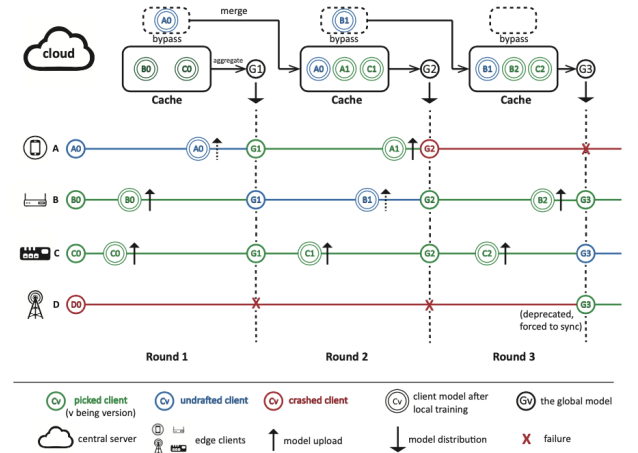 A0
merge
B1
bypass
bypass
bypass
cloud
B0
C0
aggregate
G1
A0
A1
C1
G2
B1
B2
C2
G3
Cache
Cache
Cache
A
A0
A0
G1
A1
G2
X
B
B0
B0
G1
B1
G2
B2
G3
C
C0
C0
G1
C1
G2
C2
G3
D
D0
X
X
G3
(deprecated,
forced to sync)
Round 1
Round 2
Round 3
Cv
picked client
(v being version)
Cv
undrafted client
Cv
crashed client
Cv
client model after
local training
Gv
the global model
central server
edge clients
model upload
model distribution
X
failure